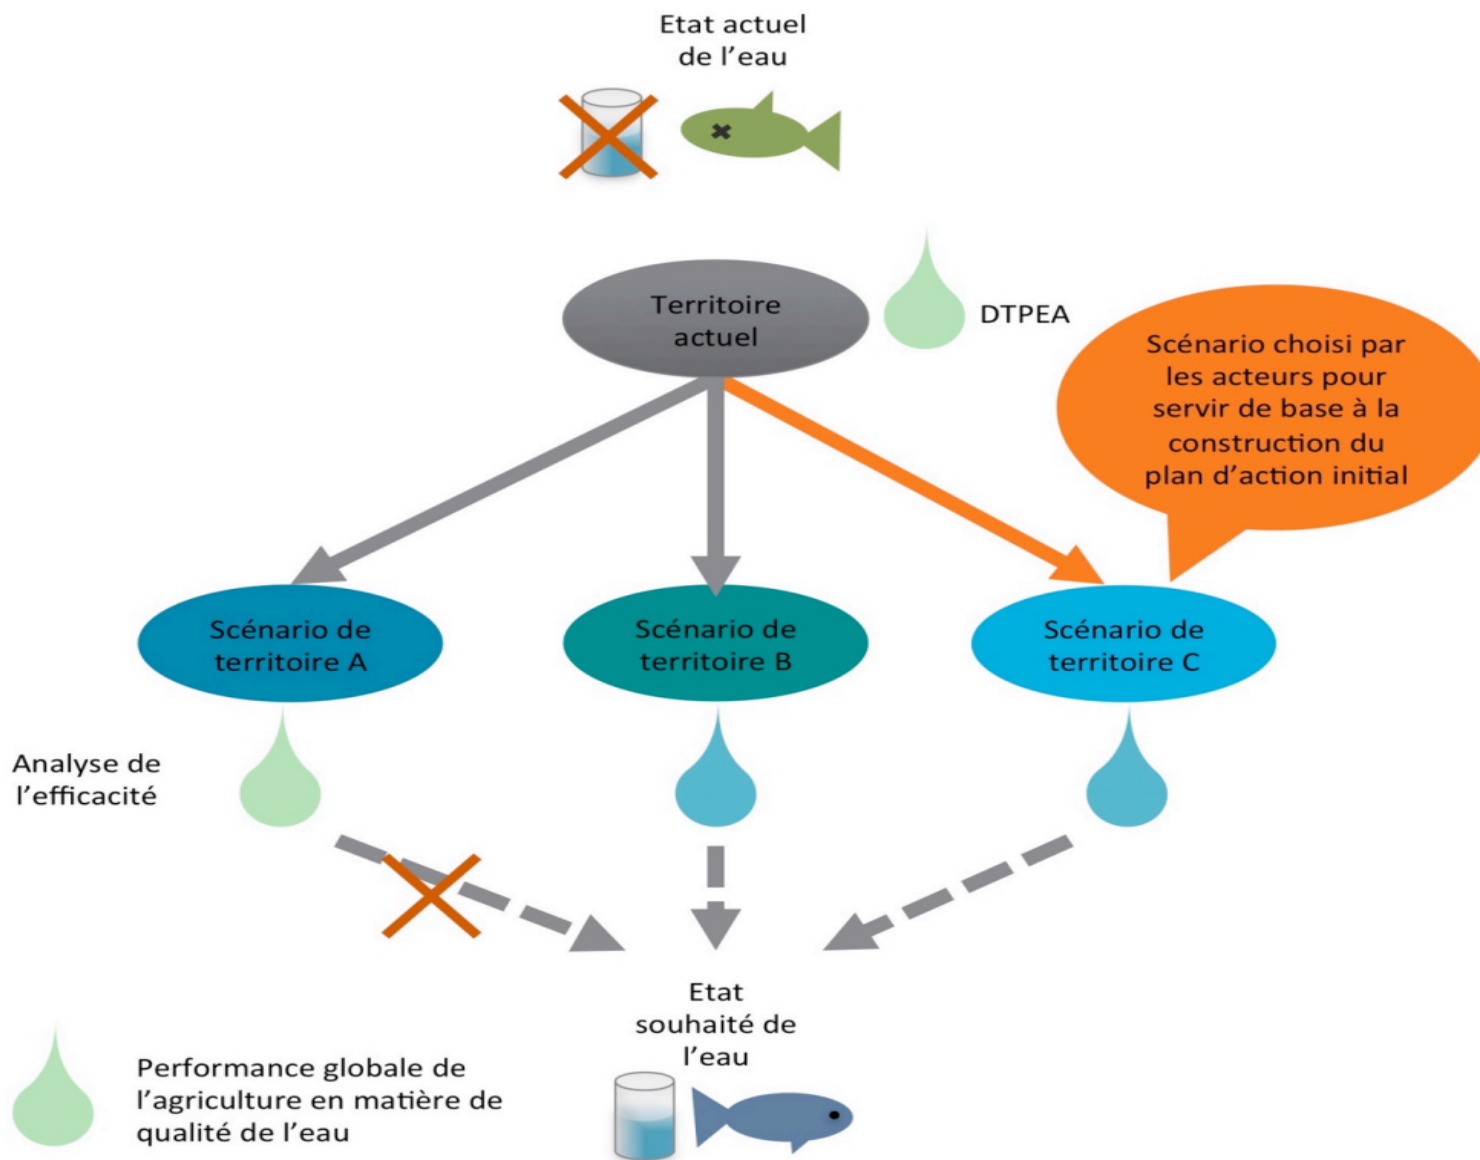 Etat actuel
de l'eau
Territoire
actuel
DTPEA
Scénario choisi par
les acteurs pour
servir de base à la
construction du
plan d'action initial
Scénario de
territoire A
Scénario de
territoire B
Scénario de
territoire C
Analyse de
l'efficacité
Etat
souhaité de
l'eau
Performance globale de
l'agriculture en matière de
qualité de l'eau